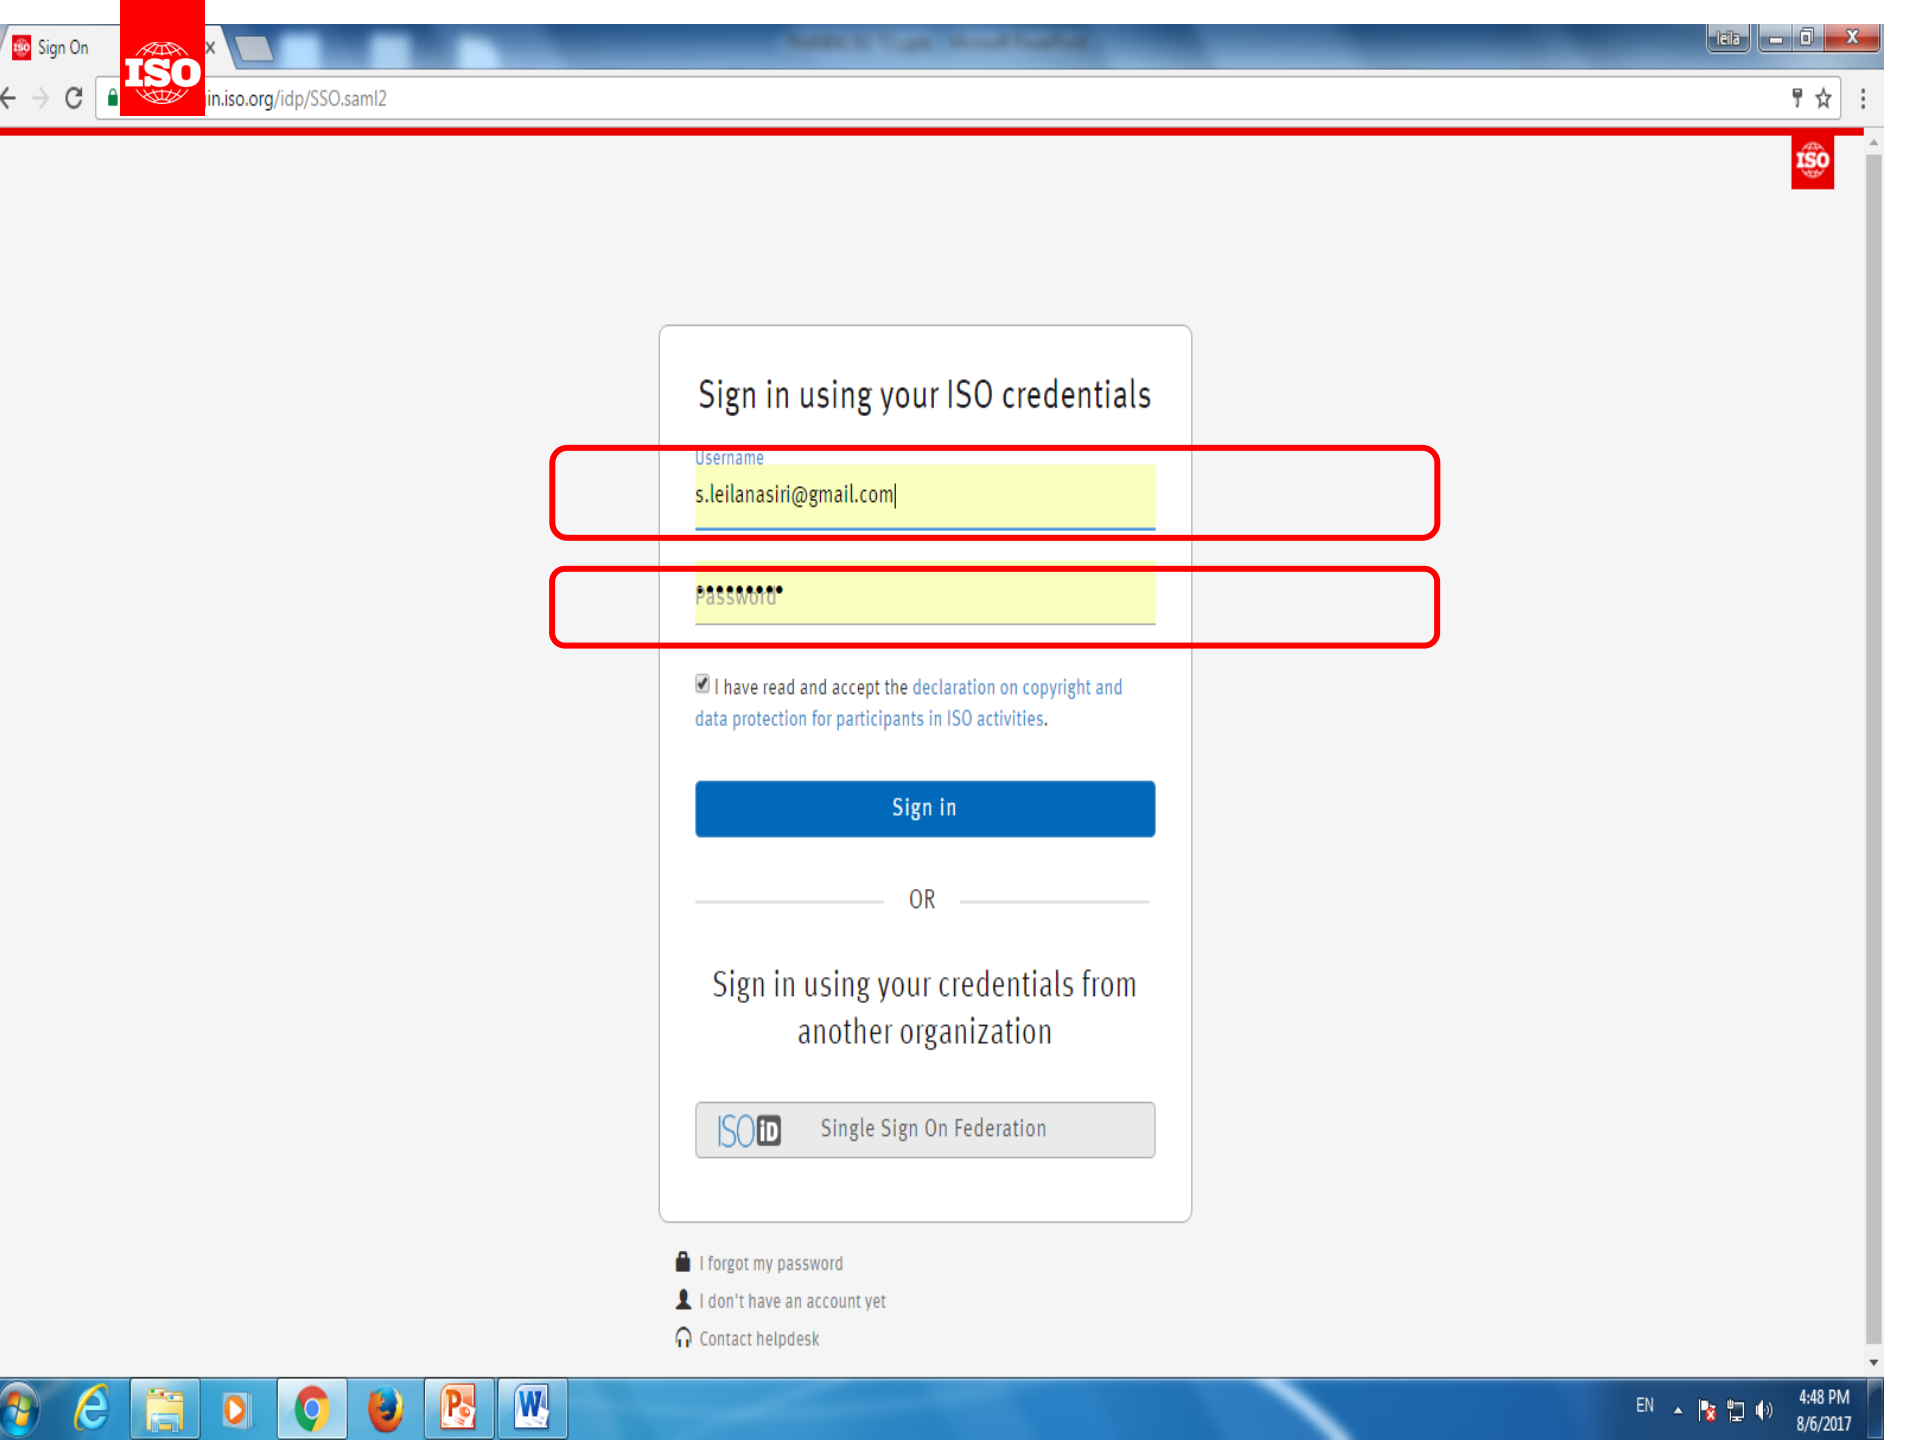 Sign On
leila
ISO
in.iso.org/idp/SSO.saml2
ISO
Sign in using your ISO credentials
Username
s.leilanasiri@gmail.com
Password
I have read and accept the declaration on copyright and
data protection for participants in ISO activities.
Sign in
OR
Sign in using your credentials from
another organization
ISO iD Single Sign On Federation
I forgot my password
I don't have an account yet
Contact helpdesk
EN
4:48 PM
8/6/2017